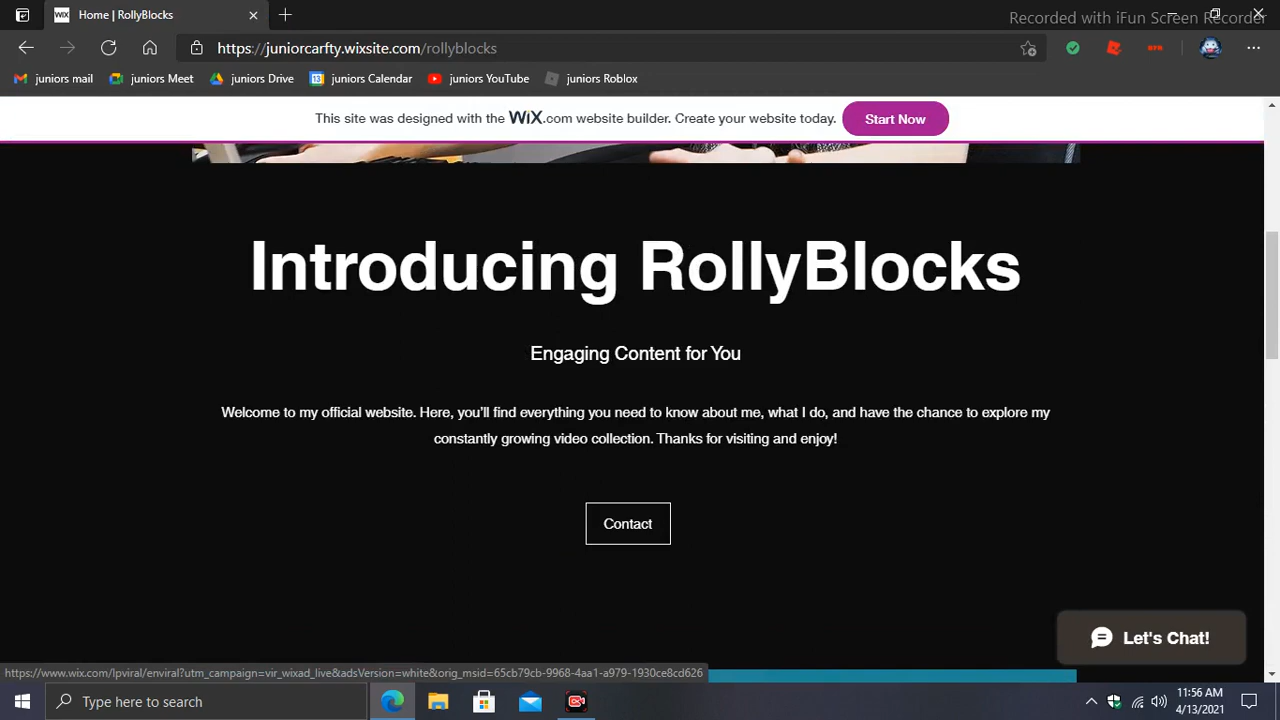 Home | RollyBlocks
Recorded with iFun Screen Recorder
https://juniorcarfty.wixsite.com/rollyblocks
juniors mail
juniors Meet
juniors Drive
13
juniors Calendar
juniors YouTube
juniors Roblox
This site was designed with the WiX.com website builder. Create your website today.
Start Now
Introducing RollyBlocks
Engaging Content for You
Welcome to my official website. Here, you'll find everything you need to know about me, what I do, and have the chance to explore my
constantly growing video collection. Thanks for visiting and enjoy!
Contact
Let's Chat!
https://www.wix.com/lpviral/enviral?utm_campaign=vir_wixad_live&adsVersion=white&orig_msid=65cb79cb-9968-4aa1-a979-1930ce8cd626
Type here to search
11:56 AM
4/13/2021